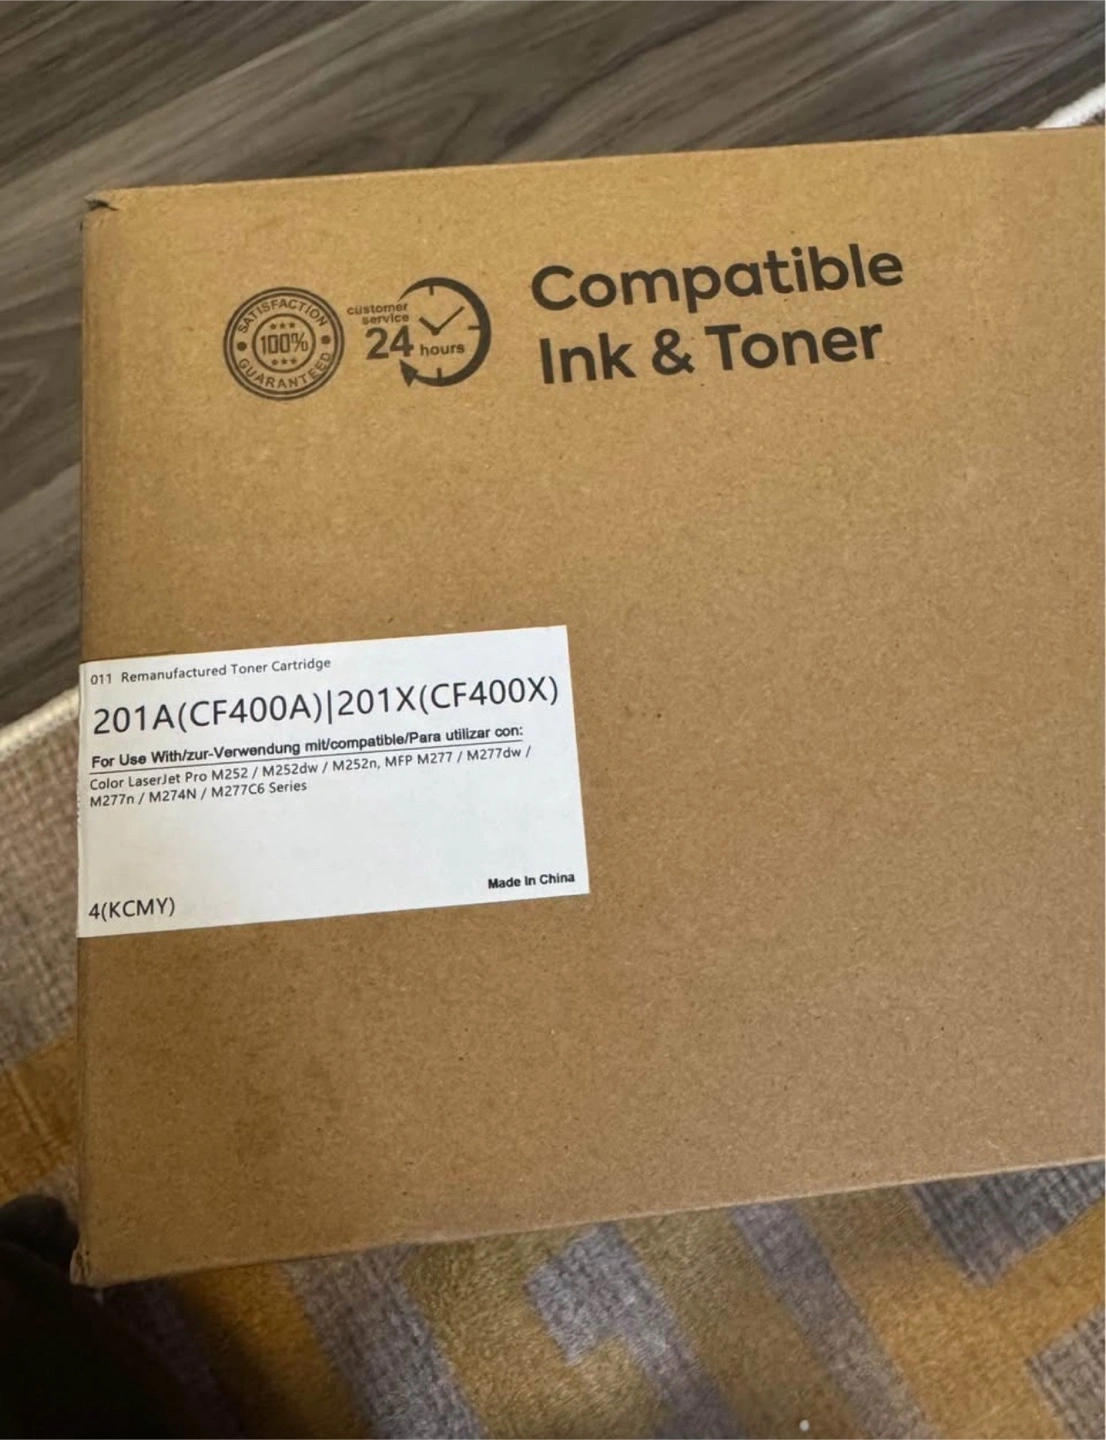 SATISFACTION
100%
GUARANTEED
customer
service
24 hours
Compatible
Ink & Toner
011 Remanufactured Toner Cartridge
201A(CF400A)|201X(CF400X)
For Use With/zur-Verwendung mit/compatible/Para utilizar con:
Color LaserJet Pro M252 / M252dw / M252n, MFP M277 / M277dw /
M277n / M274N / M277C6 Series
Made In China
4(KCMY)